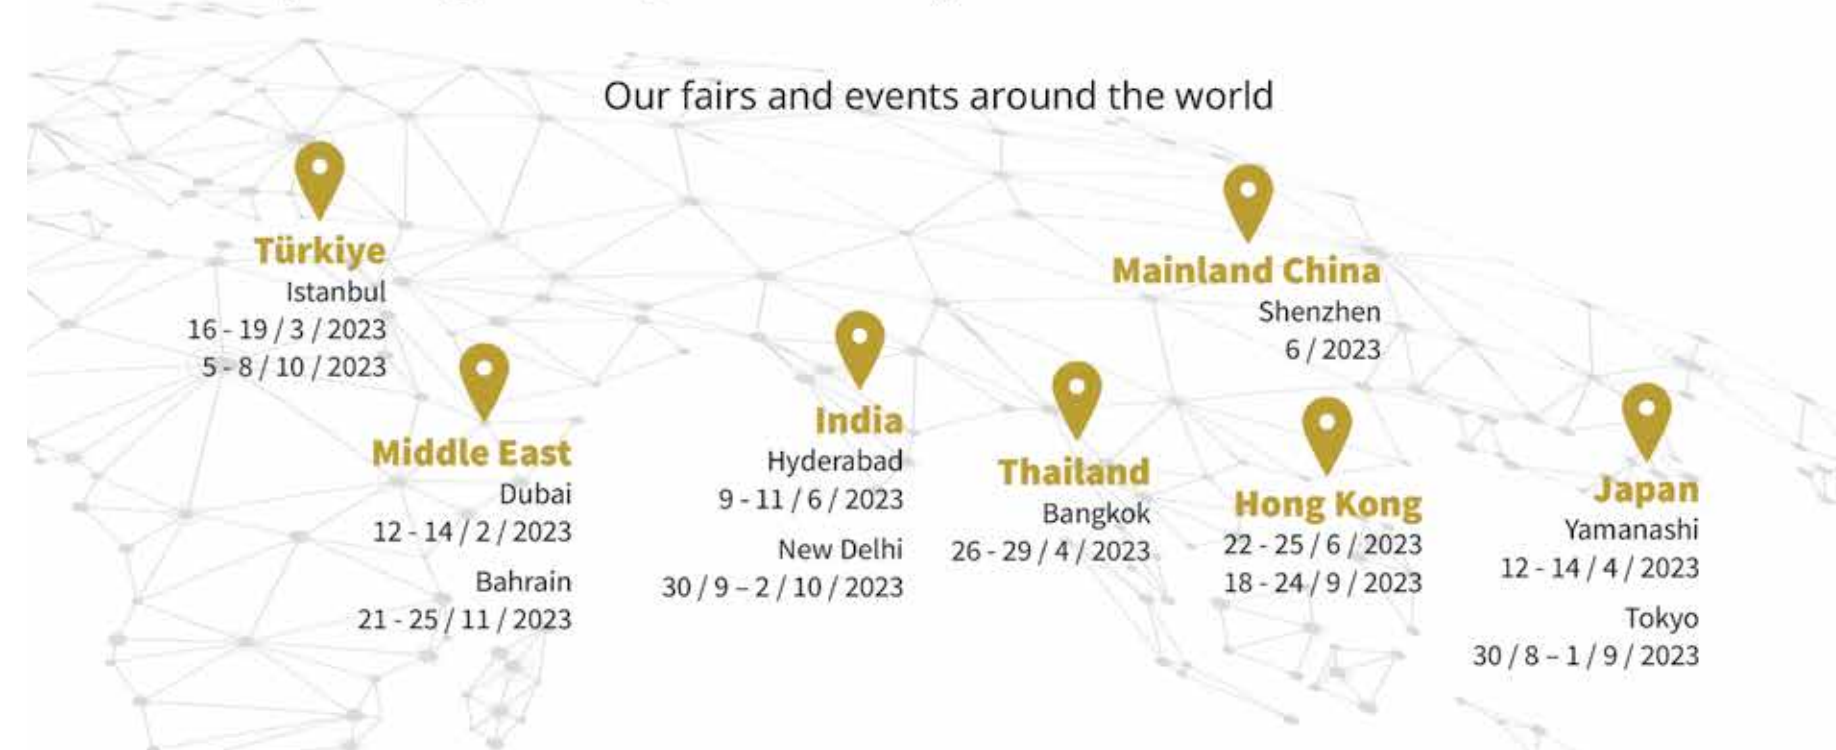 Our fairs and events around the world
Türkiye
Istanbul
16 - 19 / 3 / 2023
5 - 8 / 10 / 2023
Middle East
Dubai
12 - 14 / 2 / 2023
Bahrain
21 - 25 / 11 / 2023
India
Hyderabad
9 - 11 / 6 / 2023
New Delhi
30 / 9 – 2 / 10 / 2023
Thailand
Bangkok
26 - 29 / 4 / 2023
Mainland China
Shenzhen
6 / 2023
Hong Kong
22 - 25 / 6 / 2023
18 - 24 / 9 / 2023
Japan
Yamanashi
12 - 14 / 4 / 2023
Tokyo
30 / 8 – 1 / 9 / 2023